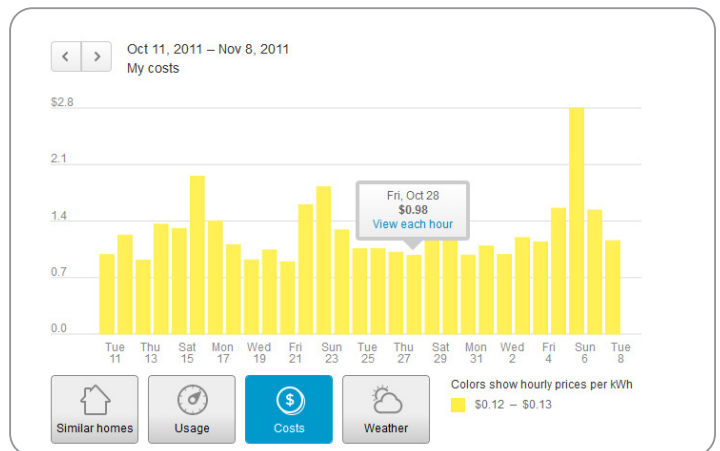 Oct 11, 2011 – Nov 8, 2011
My costs
$2.8
2.1
1.4
0.7
0.0
Fri, Oct 28
$0.98
View each hour
Tue Thu Sat Mon Wed Fri Sun Tue Thu Sat Mon Wed Fri Sun Tue
11 13 15 17 19 21 23 25 27 29 31 2 4 6 8
Colors show hourly prices per kWh
$0.12 – $0.13
$
Similar homes
Usage
Costs
Weather